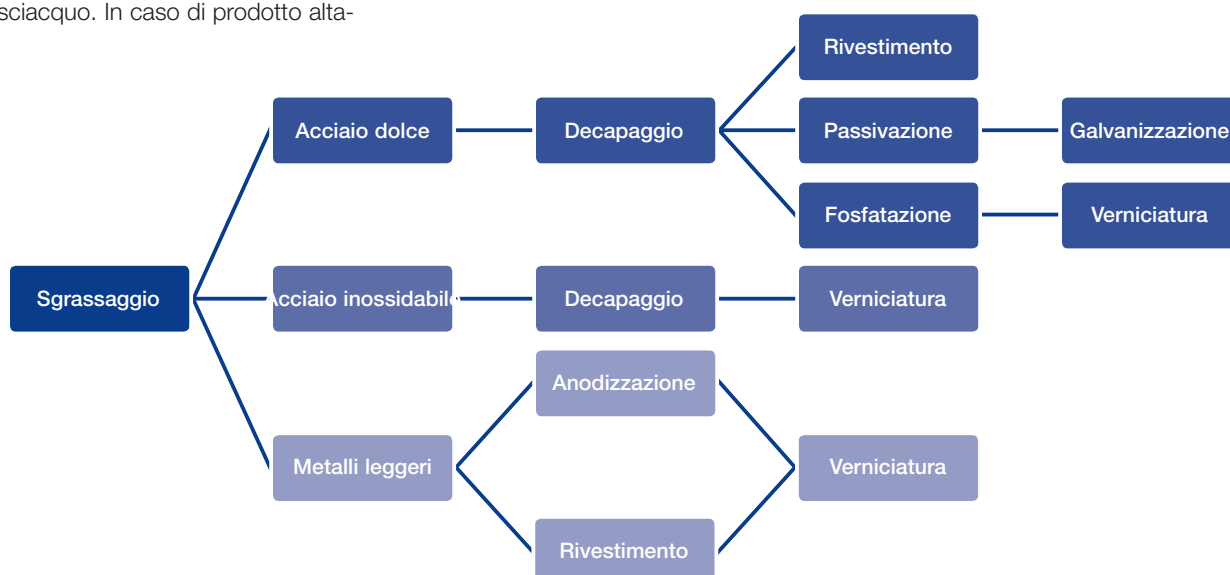 sciacquo. In caso di prodotto alta-
Rivestimento
Acciaio dolce
Decapaggio
Passivazione
Galvanizzazione
Fosfatazione
Verniciatura
Sgrassaggio
Acciaio inossidabile
Decapaggio
Verniciatura
Anodizzazione
Metalli leggeri
Verniciatura
Rivestimento